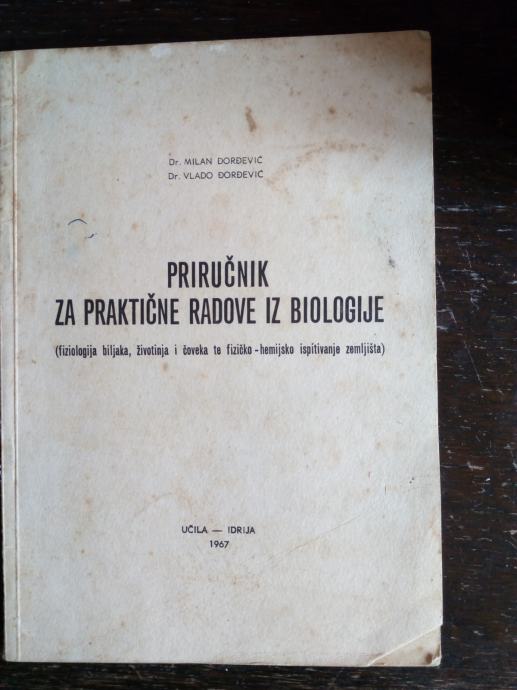 Dr. MILAN ĐORĐEVIĆ
Dr. VLADO ĐORĐEVIĆ
PRIRUČNIK
ZA PRAKTIČNE RADOVE IZ BIOLOGIJE
(fiziologija biljaka, životinja i čoveka te fizičko-hemijsko ispitivanje zemljišta)
UČILA — IDRIJA
1967